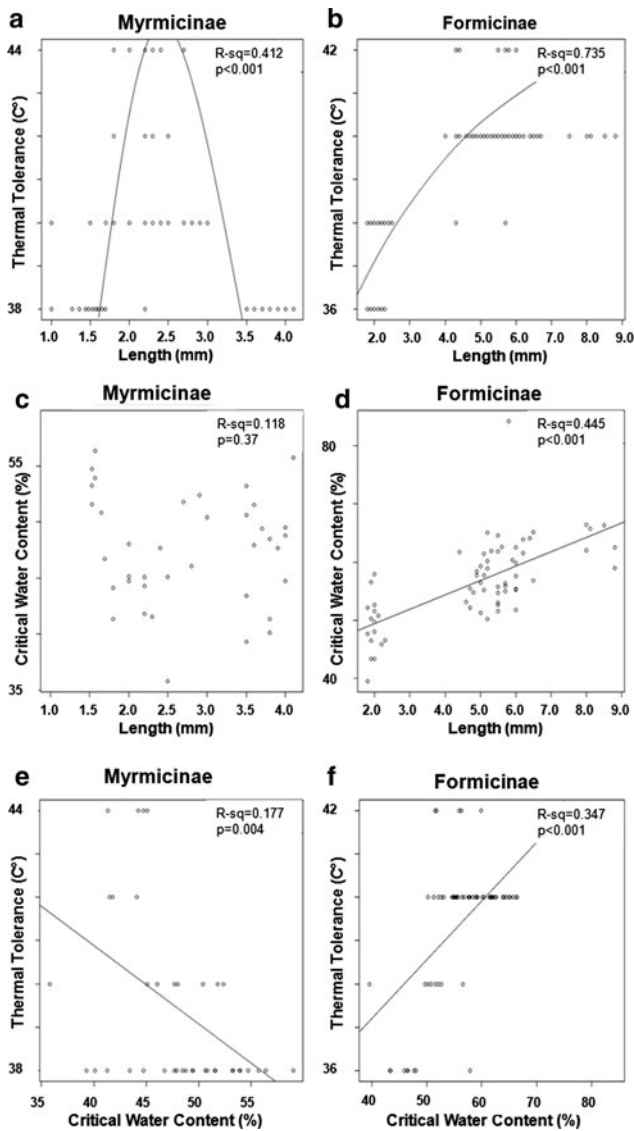 a
Myrmicinae
R-sq=0.412
p<0.001
Thermal Tolerance (C°)
44
38
1.0 1.5 2.0 2.5 3.0 3.5 4.0
Length (mm)
b
Formicinae
R-sq=0.735
p<0.001
Thermal Tolerance (C°)
42
36
2.0 3.0 4.0 5.0 6.0 7.0 8.0 9.0
Length (mm)
c
Myrmicinae
R-sq=0.118
p=0.37
Critical Water Content (%)
55
35
1.0 1.5 2.0 2.5 3.0 3.5 4.0
Length (mm)
d
Formicinae
R-sq=0.445
p<0.001
Critical Water Content (%)
80
40
2.0 3.0 4.0 5.0 6.0 7.0 8.0 9.0
Length (mm)
e
Myrmicinae
R-sq=0.177
p=0.004
Thermal Tolerance (C°)
44
38
35 40 45 50 55
Critical Water Content (%)
f
Formicinae
R-sq=0.347
p<0.001
Thermal Tolerance (C°)
42
36
40 50 60 70 80
Critical Water Content (%)